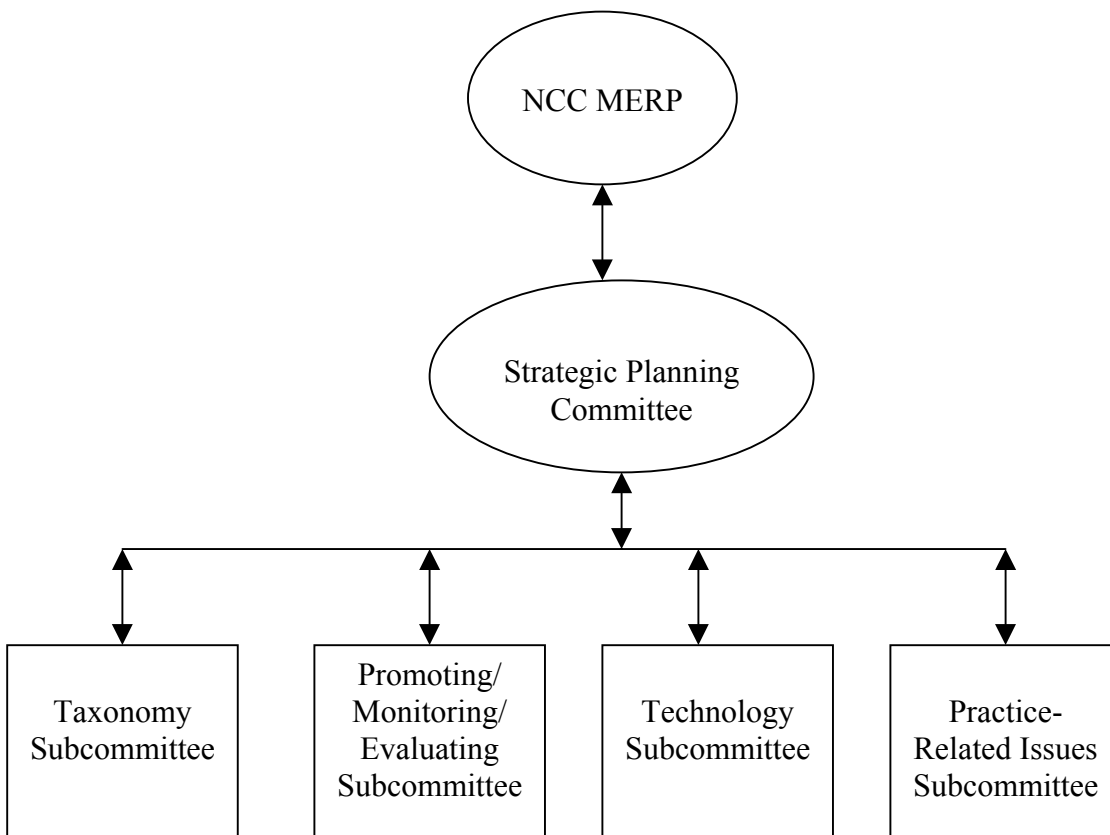 NCC MERP
Strategic Planning
Committee
Taxonomy
Subcommittee
Promoting/
Monitoring/
Evaluating
Subcommittee
Technology
Subcommittee
Practice-
Related Issues
Subcommittee